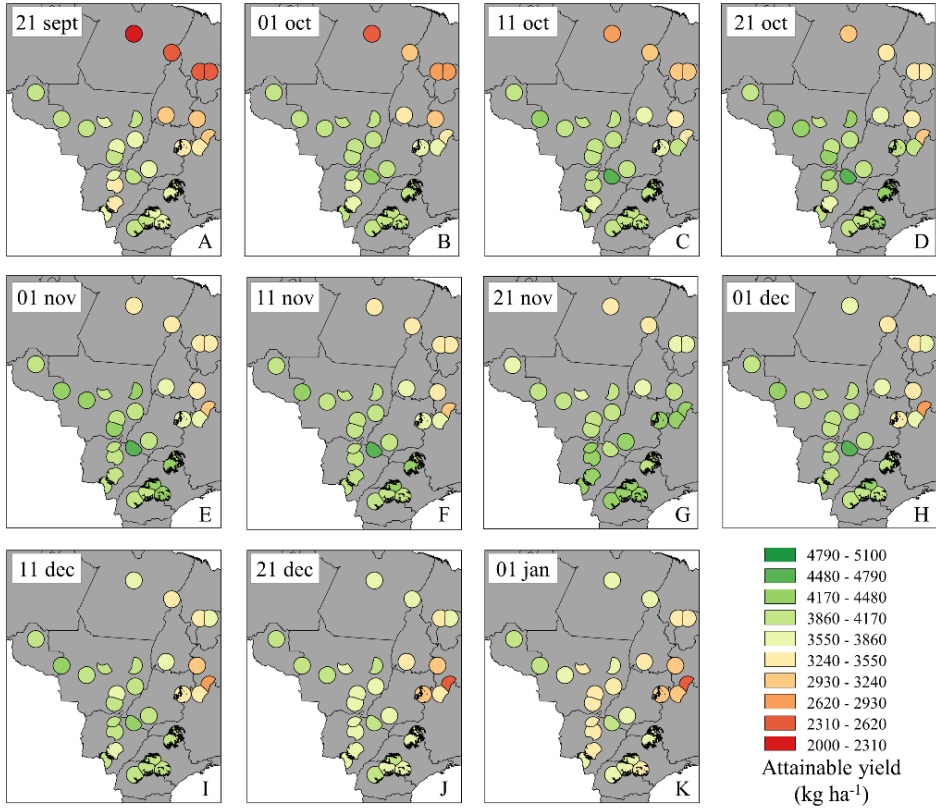 21 sept
A
01 oct
B
11 oct
C
21 oct
D
01 nov
E
11 nov
F
21 nov
G
01 dec
H
11 dec
I
21 dec
J
01 jan
K
4790 - 5100
4480 - 4790
4170 - 4480
3860 - 4170
3550 - 3860
3240 - 3550
2930 - 3240
2620 - 2930
2310 - 2620
2000 - 2310
Attainable yield
(kg ha⁻¹)